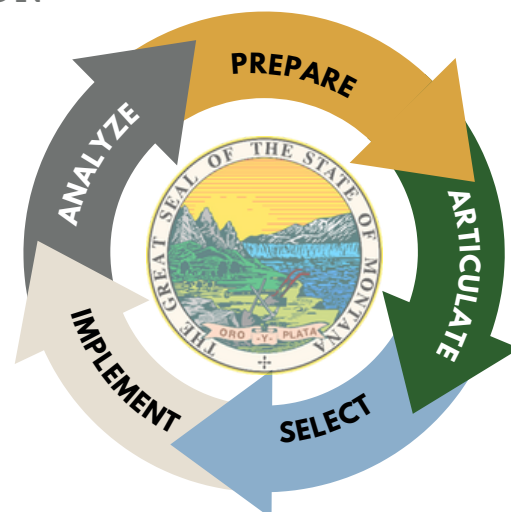 PREPARE
ARTICULATE
SELECT
IMPLEMENT
ANALYZE
THE GREAT SEAL OF THE STATE OF MONTANA
ORO -Y- PLATA